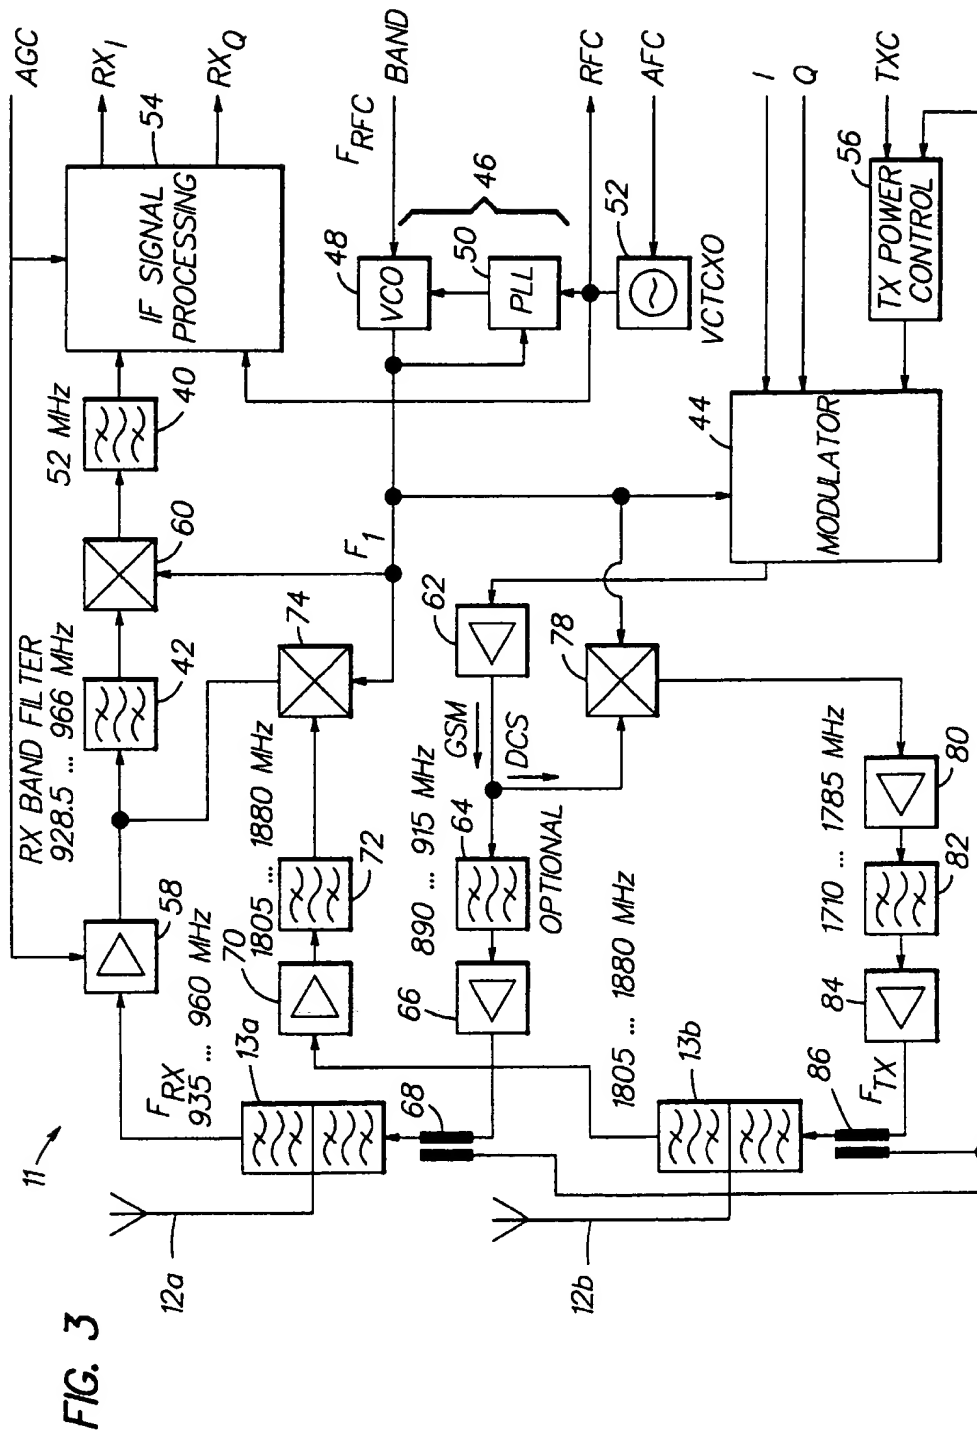 FIG. 3
11
12a
12b
F_RX
935 ... 960 MHz
13a
68
1805 ... 1880 MHz
13b
86
F_TX
58
70
1805 ... 1880 MHz
72
66
890 ... 915 MHz
64
OPTIONAL
84
82
1710 ... 1785 MHz
80
RX BAND FILTER
928.5 ... 966 MHz
42
60
74
F_1
62
GSM
DCS
78
52 MHz
40
44
MODULATOR
IF SIGNAL
PROCESSING
54
48
VCO
50
PLL
46
52
VCTCXO
TX POWER
CONTROL
56
AGC
RX_I
RX_Q
F_RFC
BAND
RFC
AFC
I
Q
TXC